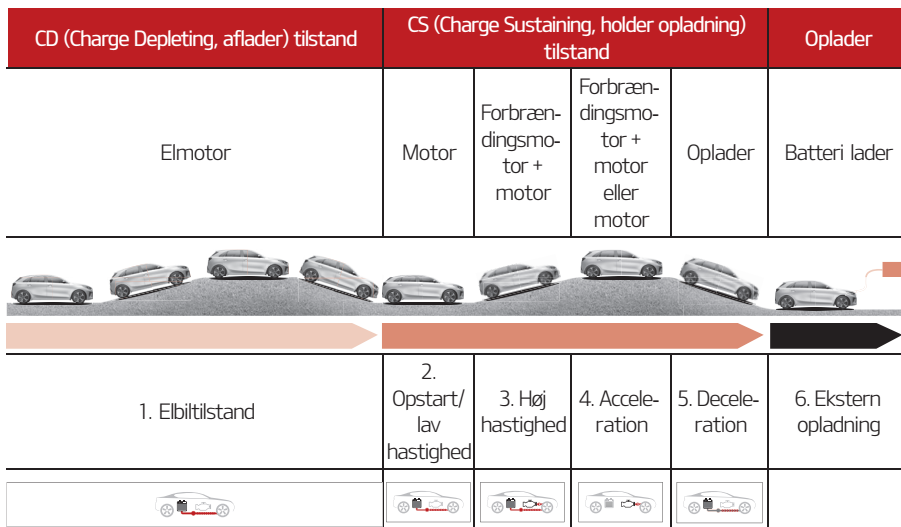 CD (Charge Depleting, aflader) tilstand
CS (Charge Sustaining, holder opladning)
tilstand
Oplader
Elmotor
Motor
Forbræn-
dingsmo-
tor +
motor
Forbræn-
dingsmo-
tor +
motor
eller
motor
Oplader
Batteri lader
1. Elbiltilstand
2.
Opstart/
lav
hastighed
3. Høj
hastighed
4. Accele-
ration
5. Decele-
ration
6. Ekstern
opladning